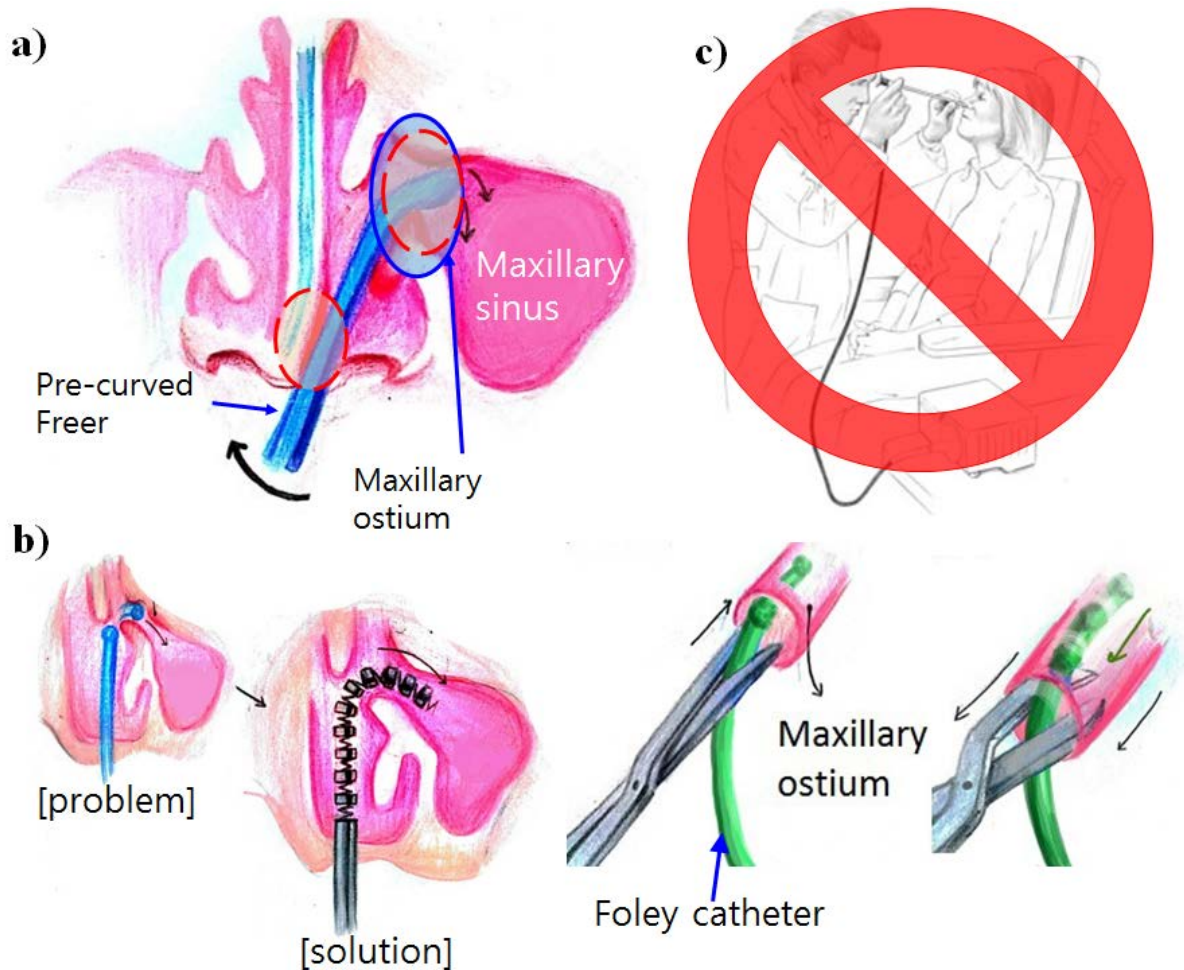 a)
Maxillary
sinus
Pre-curved
Freer
Maxillary
ostium
c)
b)
[problem]
[solution]
Maxillary
ostium
Foley catheter